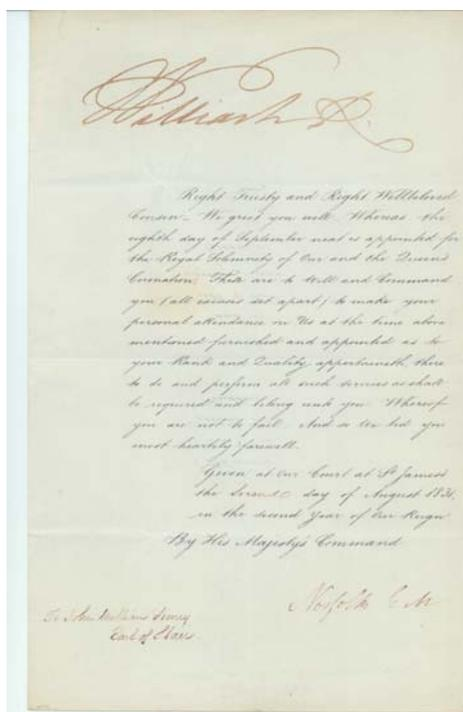 William R.
Right Trusty and Right Wellbeloved
Cousin – We greet you well. Whereas the
eighth day of September next is appointed for
the Royal Solemnity of Our and the Queen's
Coronation. These are to Will and Command
you (all excuses set apart) to make your
personal attendance on Us at the time above
mentioned furnished and appointed as to
your Rank and Quality appertaineth, there
to do and perform all such services as shall
be required and belong unto you. Whereof
you are not to fail. And so We bid you
most heartily farewell.
Given at Our Court at St James's
the day of August 1831.
in the second Year of Our Reign
By His Majesty's Command
Norfolk E M
To John
Earl of